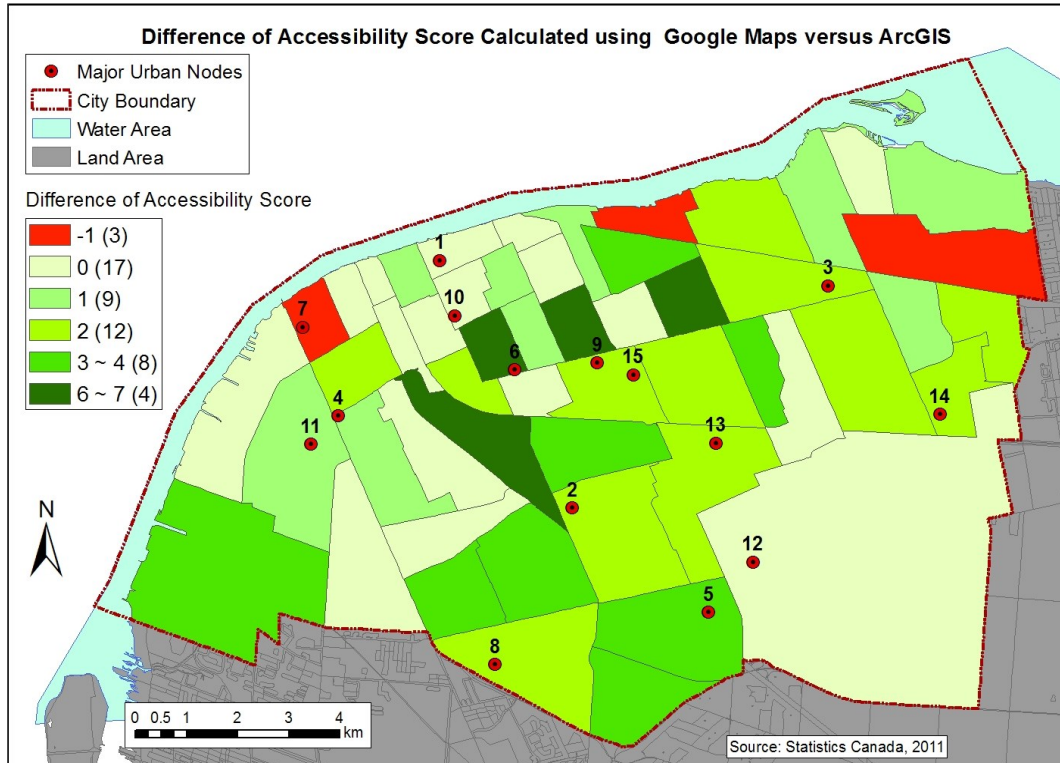 Difference of Accessibility Score Calculated using  Google Maps versus ArcGIS
Major Urban Nodes
City Boundary
Water Area
Land Area
Difference of Accessibility Score
-1 (3)
0 (17)
1 (9)
2 (12)
3 ~ 4 (8)
6 ~ 7 (4)
1
3
10
7
6
9
15
4
14
11
13
2
12
5
8
N
0 0.5 1 2 3 4
km
Source: Statistics Canada, 2011